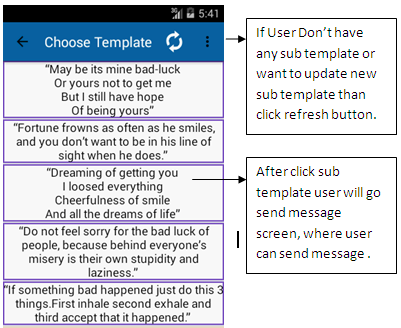 3G 5:41
Choose Template
“May be its mine bad-luck
Or yours not to get me
But I still have hope
Of being yours”
“Fortune frowns as often as he smiles,
and you don’t want to be in his line of
sight when he does.”
“Dreaming of getting you
I loosed everything
Cheerfulness of smile
And all the dreams of life”
“Do not feel sorry for the bad luck of
people, because behind everyone’s
misery is their own stupidity and
laziness.”
“If something bad happened just do this 3
things.First inhale second exhale and
third accept that it happened.”
If User Don’t have
any sub template or
want to update new
sub template than
click refresh button.
After click sub
template user will go
send message
screen, where user
can send message .